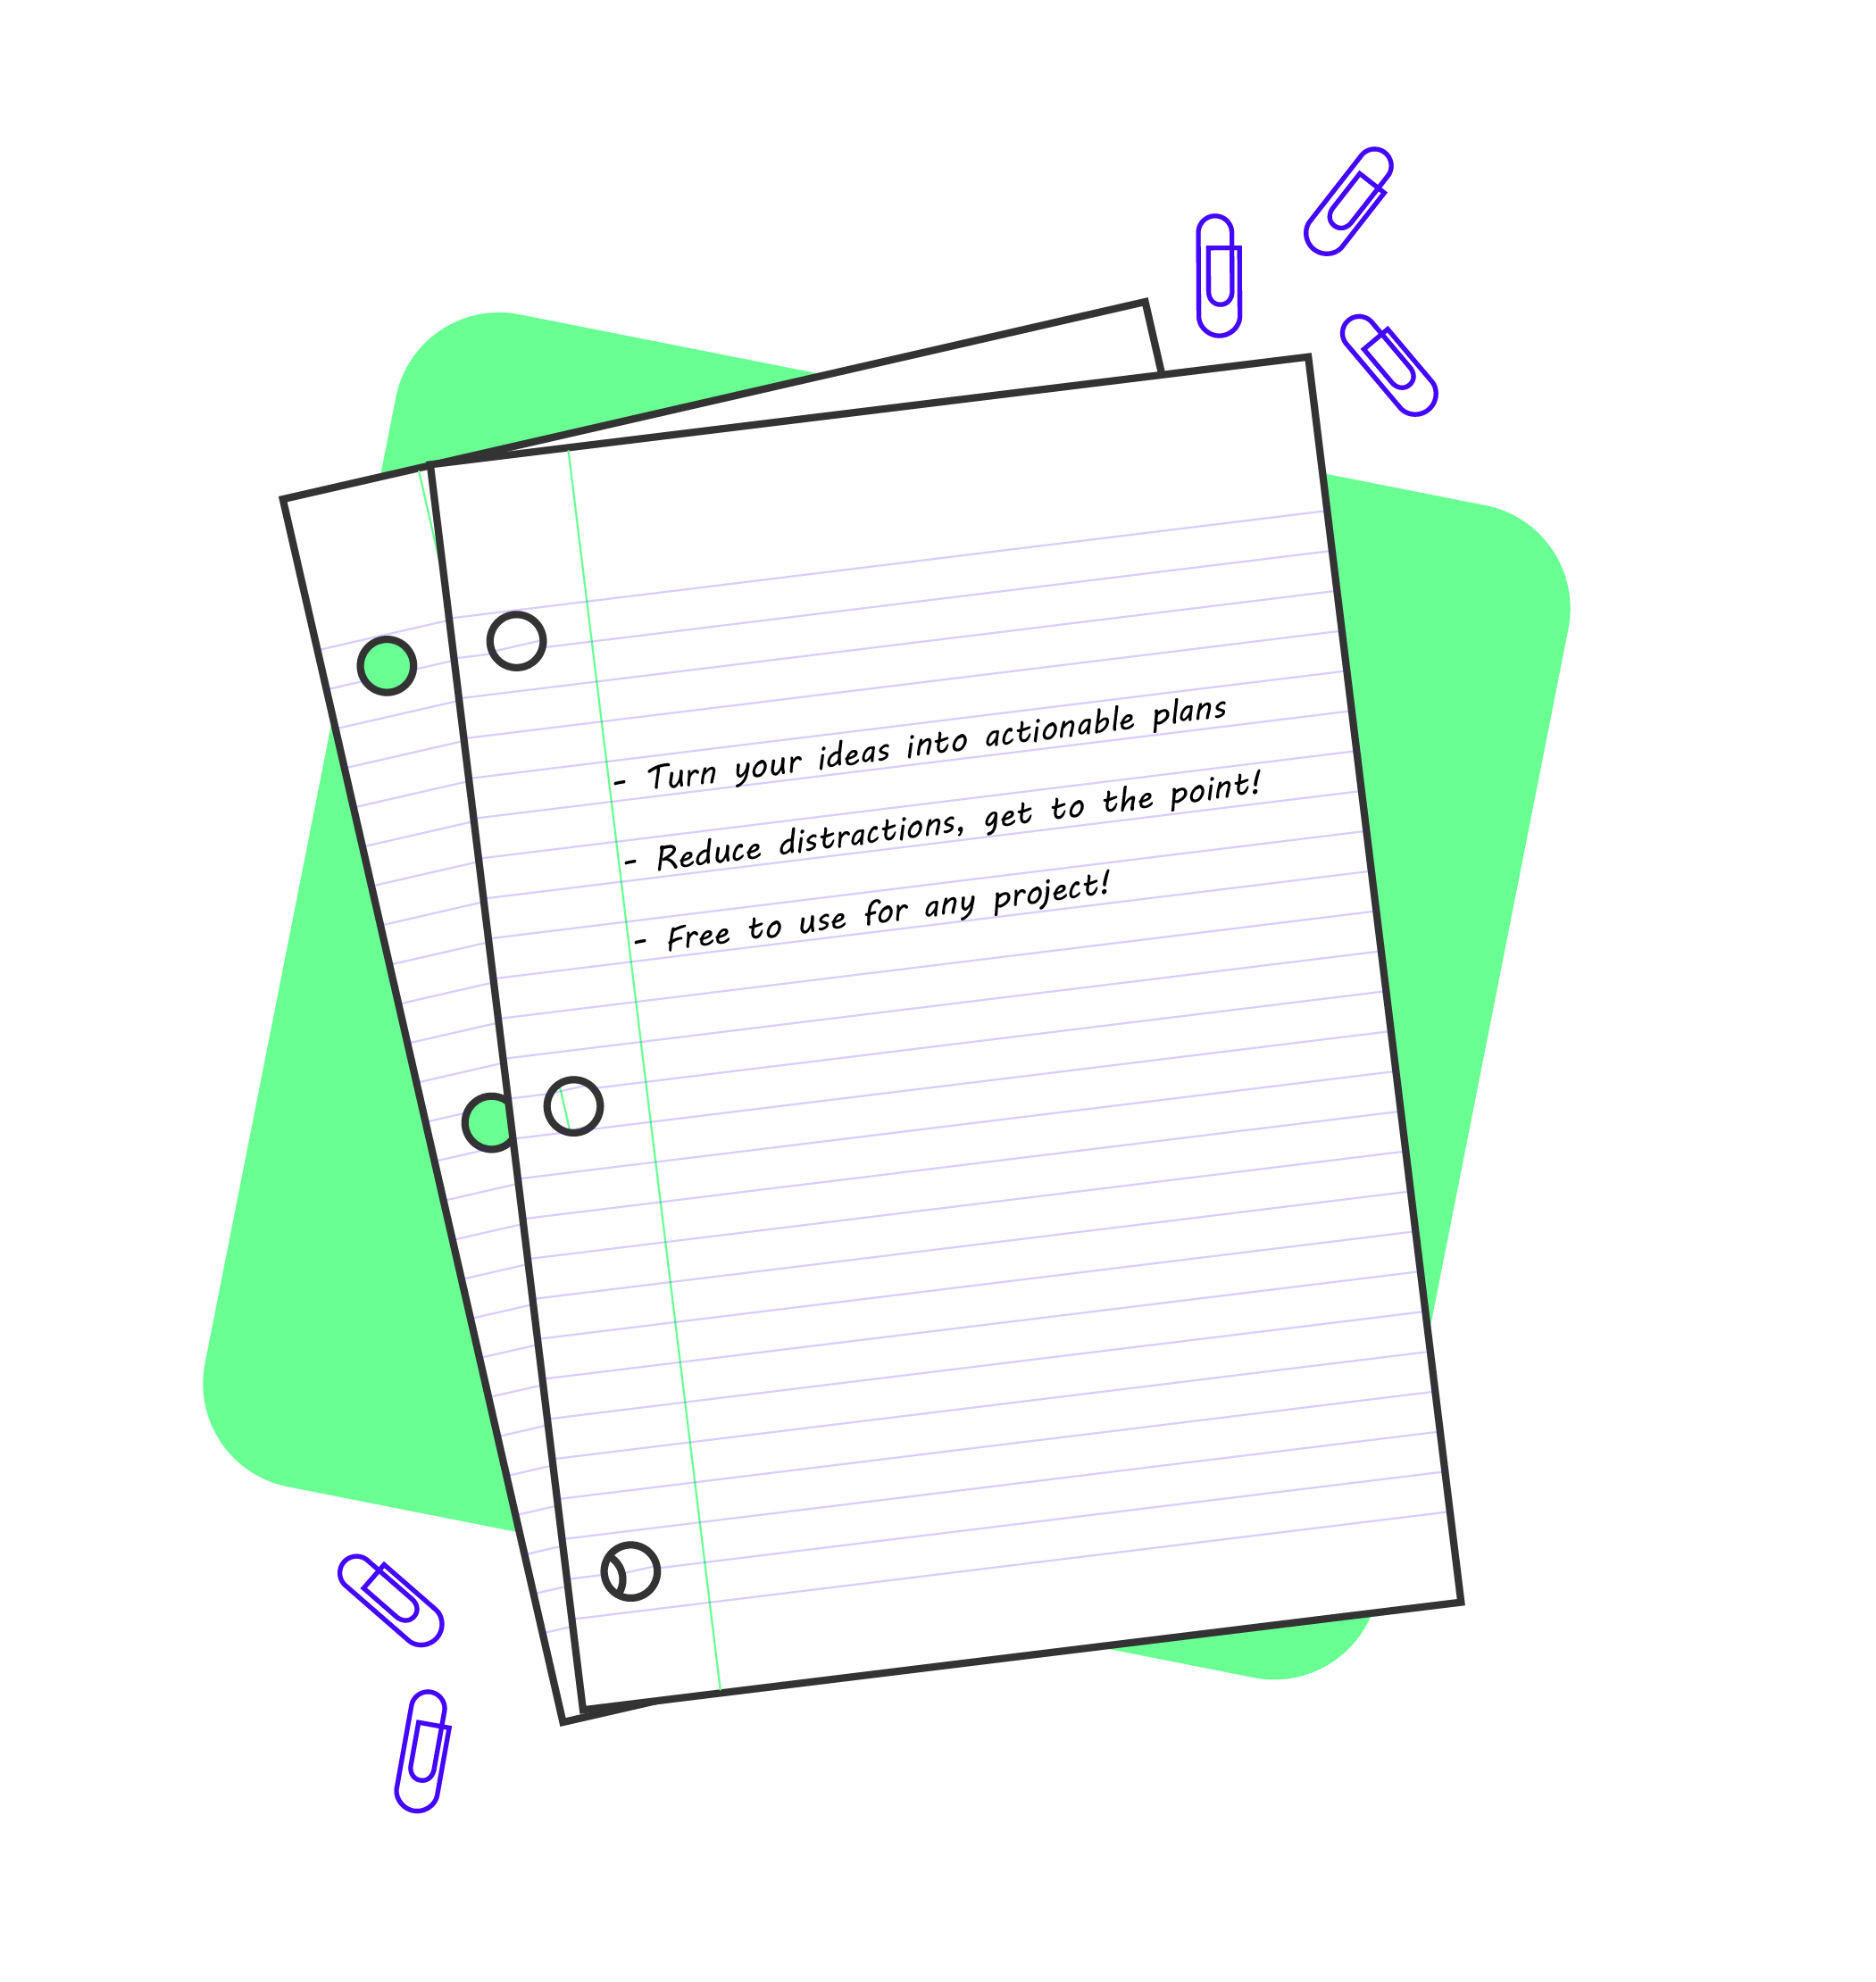 - Turn your ideas into actionable plans
- Reduce distractions, get to the point!
- Free to use for any project!